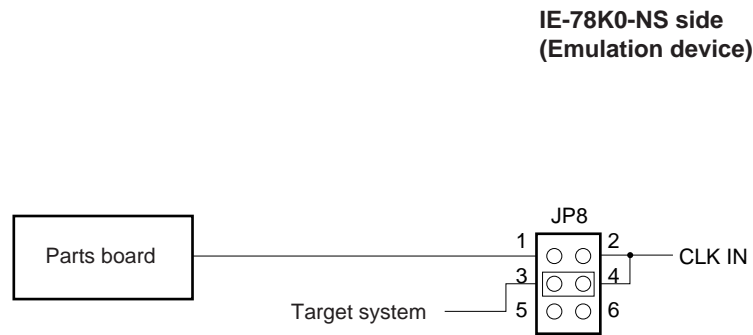 IE-78K0-NS side
(Emulation device)
JP8
1 2
Parts board
CLK IN
3 4
Target system
5 6